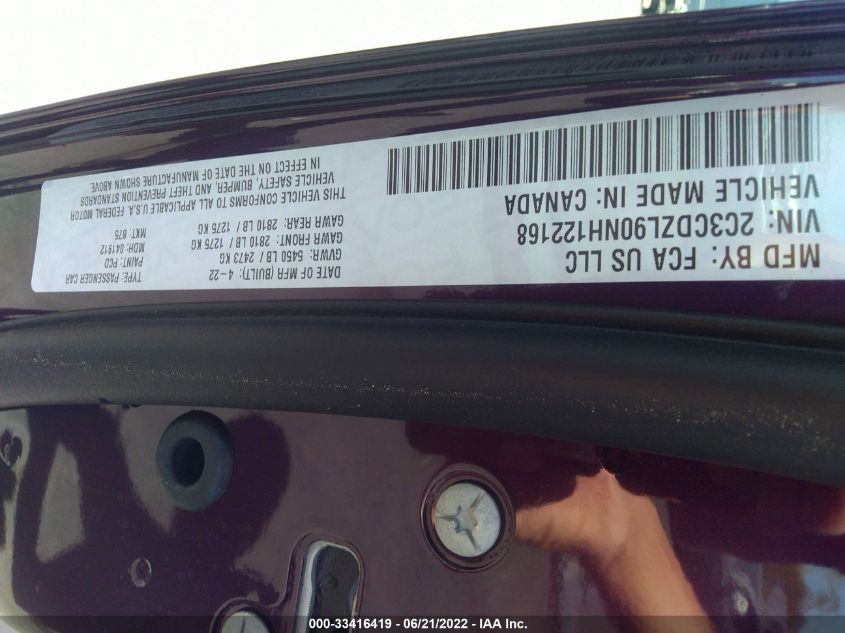 MFD BY: FCA US LLC
VIN: 2C3CDZL90NH122168
VEHICLE MADE IN: CANADA
DATE OF MFR (BUILT): 4-22
GVWR: 5450 LB / 2473 KG
GAWR FRONT: 2810 LB / 1275 KG
GAWR REAR: 2810 LB / 1275 KG
THIS VEHICLE CONFORMS TO ALL APPLICABLE U.S.A. FEDERAL MOTOR
VEHICLE SAFETY, BUMPER, AND THEFT PREVENTION STANDARDS
IN EFFECT ON THE DATE OF MANUFACTURE SHOWN ABOVE
TYPE: PASSENGER CAR
PAINT: PCD
MDH: 041912
MKT: 875
000-33416419 - 06/21/2022 - IAA Inc.